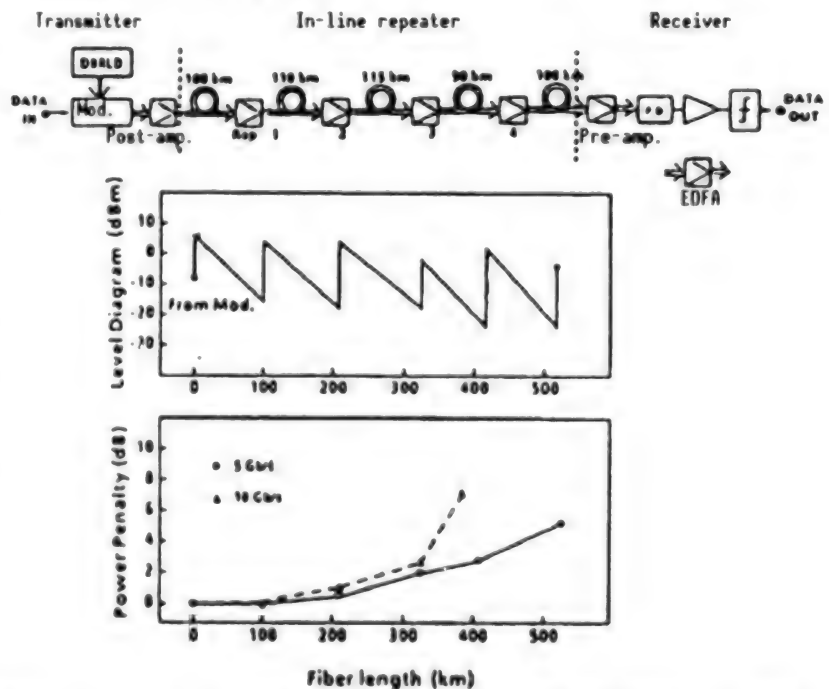 Transmitter In-line repeater Receiver
DBRLD
100 km 110 km 115 km 90 km 100 km
DATA IN Mod. DATA OUT
Post-amp. Rep 1 2 3 4 Pre-amp.
EDFA
Level Diagram (dBm)
10
0
-10
-20
From Mod.
0 100 200 300 400 500
Power Penalty (dB)
10
8
6
4
2
0
5 Gb/s
10 Gb/s
0 100 200 300 400 500
Fiber length (km)